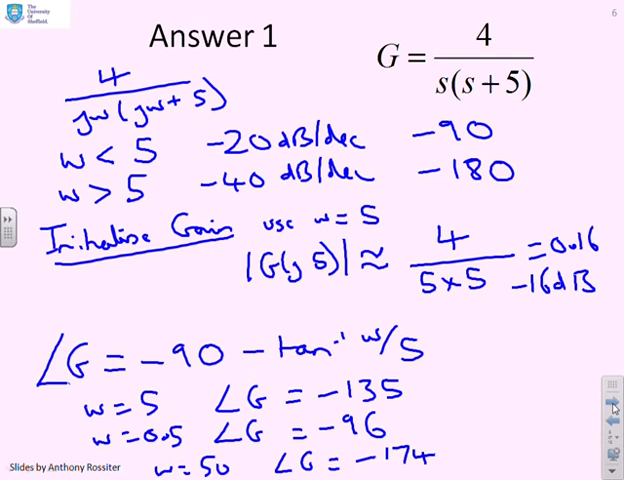 The University Of Sheffield.
6
Answer 1
G = 4 / s(s + 5)
4 / jw(jw + 5)
w < 5 -20 dB/dec -90
w > 5 -40 dB/dec -180
Initialise Gain use w = 5
|G(j5)| ≈ 4 / 5×5 = 0.16
-16dB
∠G = -90 - tan⁻¹ w/5
w = 5 ∠G = -135
w = 0.5 ∠G = -96
w = 50 ∠G = -174
Slides by Anthony Rossiter